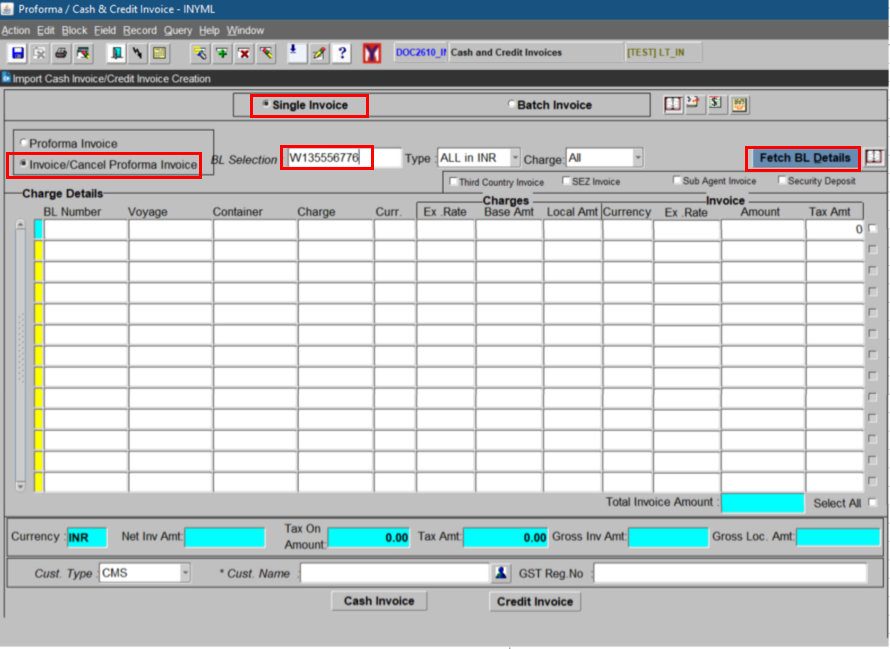 Proforma / Cash & Credit Invoice - INYML
Action Edit Block Field Record Query Help Window
DOC2610_II Cash and Credit Invoices [TEST] LT_IN
Import Cash Invoice/Credit Invoice Creation
Single Invoice Batch Invoice
Proforma Invoice
Invoice/Cancel Proforma Invoice BL Selection W135556776 Type : ALL in INR Charge: All Fetch BL Details
Third Country Invoice SEZ Invoice Sub Agent Invoice Security Deposit
Charge Details Charges Invoice
BL Number Voyage Container Charge Curr. Ex .Rate Base Amt Local Amt Currency Ex .Rate Amount Tax Amt
0
Total Invoice Amount : Select All
Currency : INR Net Inv Amt: Tax On Amount: 0.00 Tax Amt: 0.00 Gross Inv Amt: Gross Loc. Amt:
Cust. Type : CMS * Cust. Name : GST Reg.No :
Cash Invoice Credit Invoice